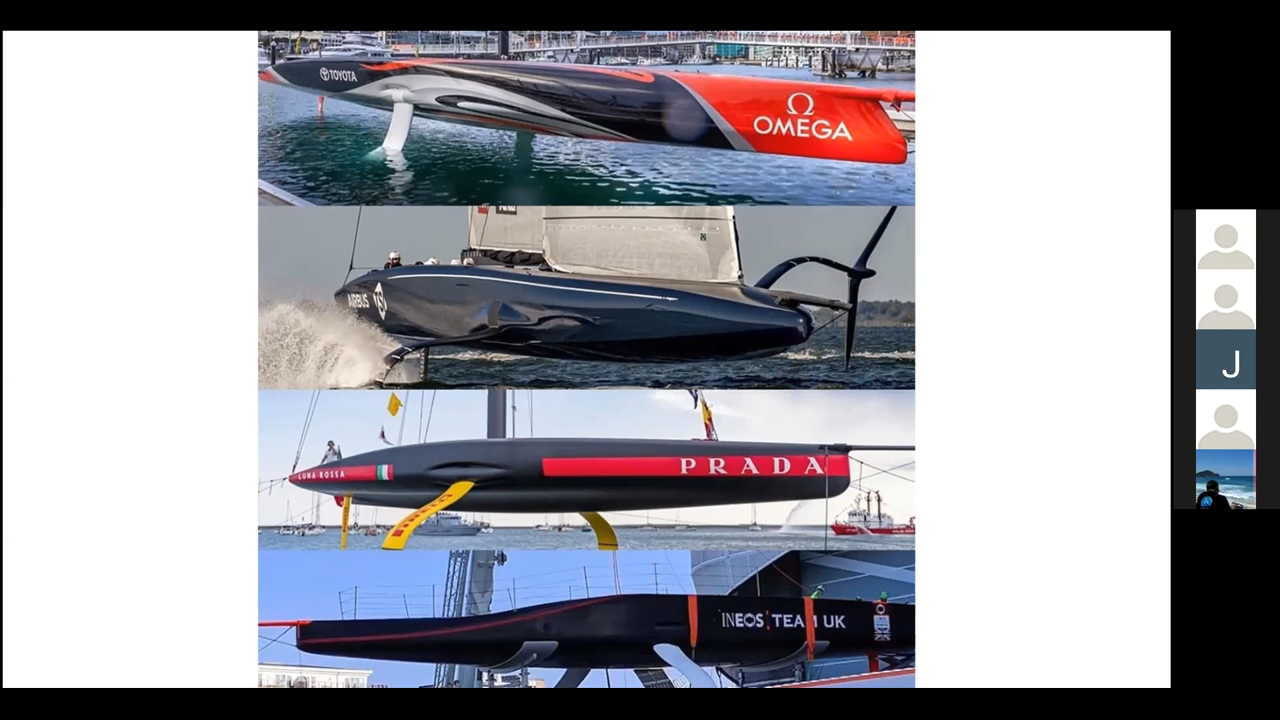 TOYOTA
Ω
OMEGA
AIRBUS
LUNA ROSSA
PRADA
INEOS TEAM UK
J